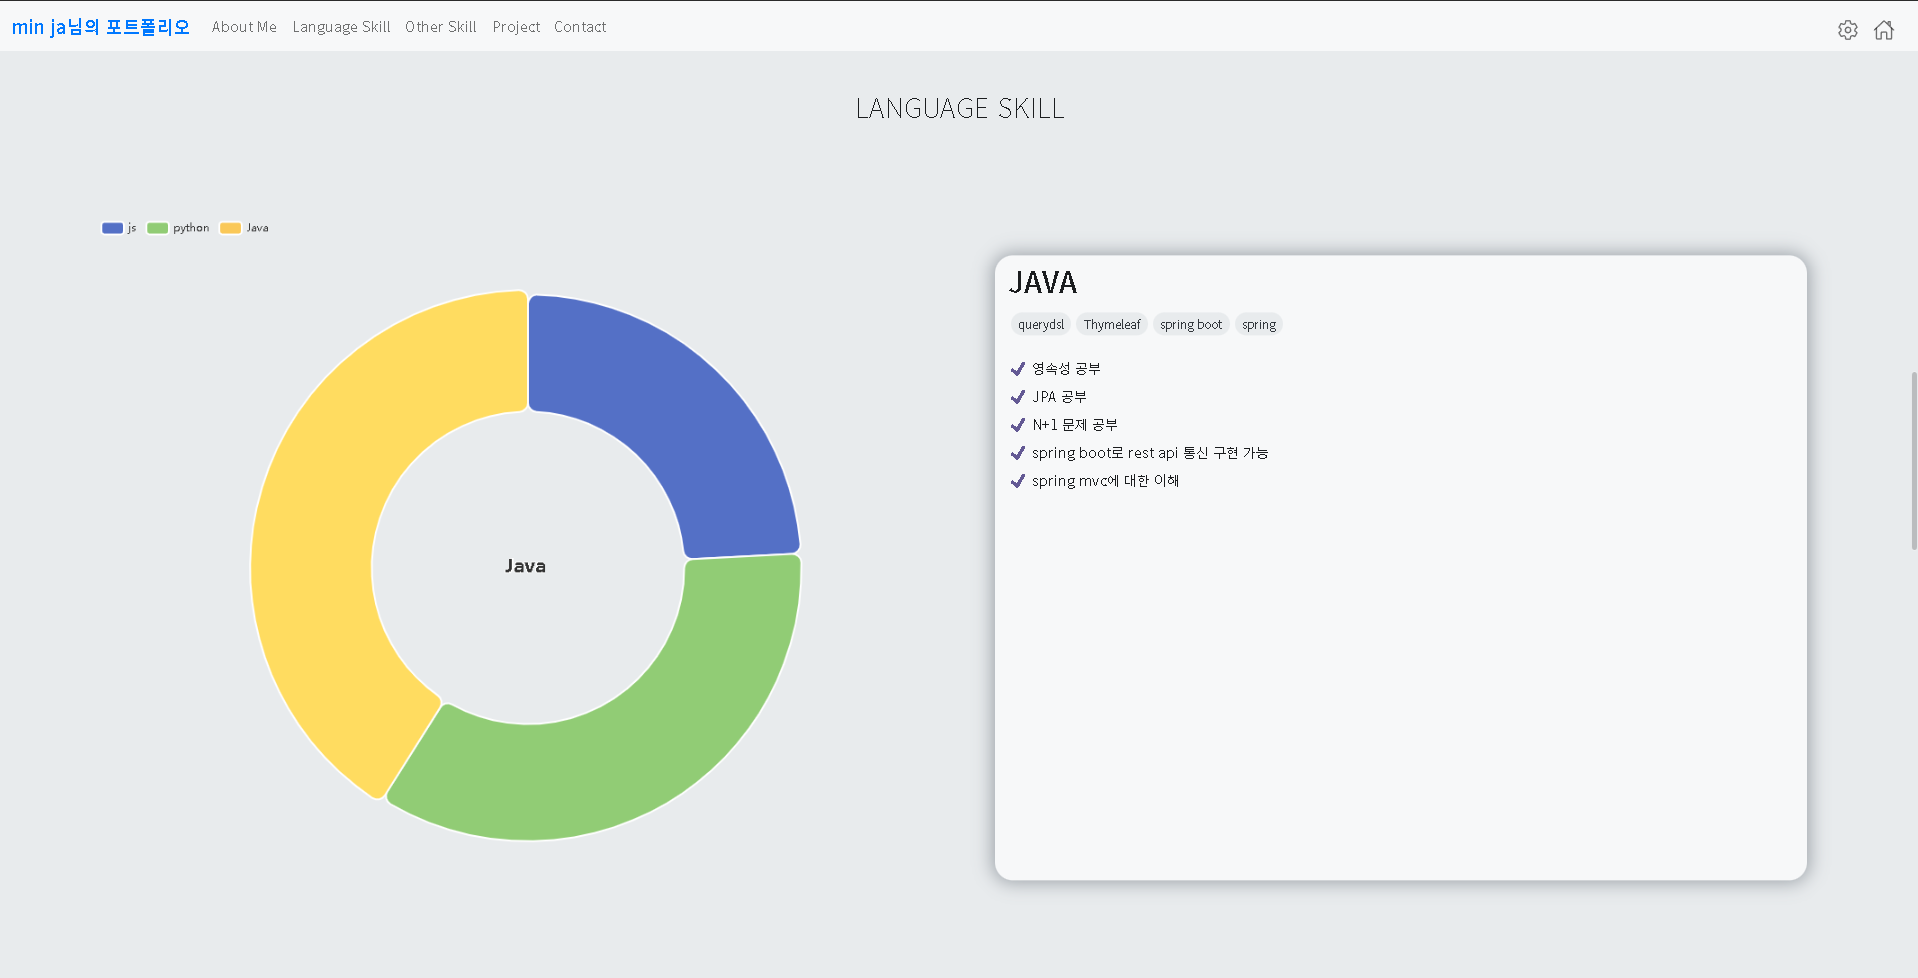 min ja님의 포트폴리오 About Me Language Skill Other Skill Project Contact
LANGUAGE SKILL
js python Java
Java
JAVA
querydsl Thymeleaf spring boot spring
영속성 공부
JPA 공부
N+1 문제 공부
spring boot로 rest api 통신 구현 가능
spring mvc에 대한 이해